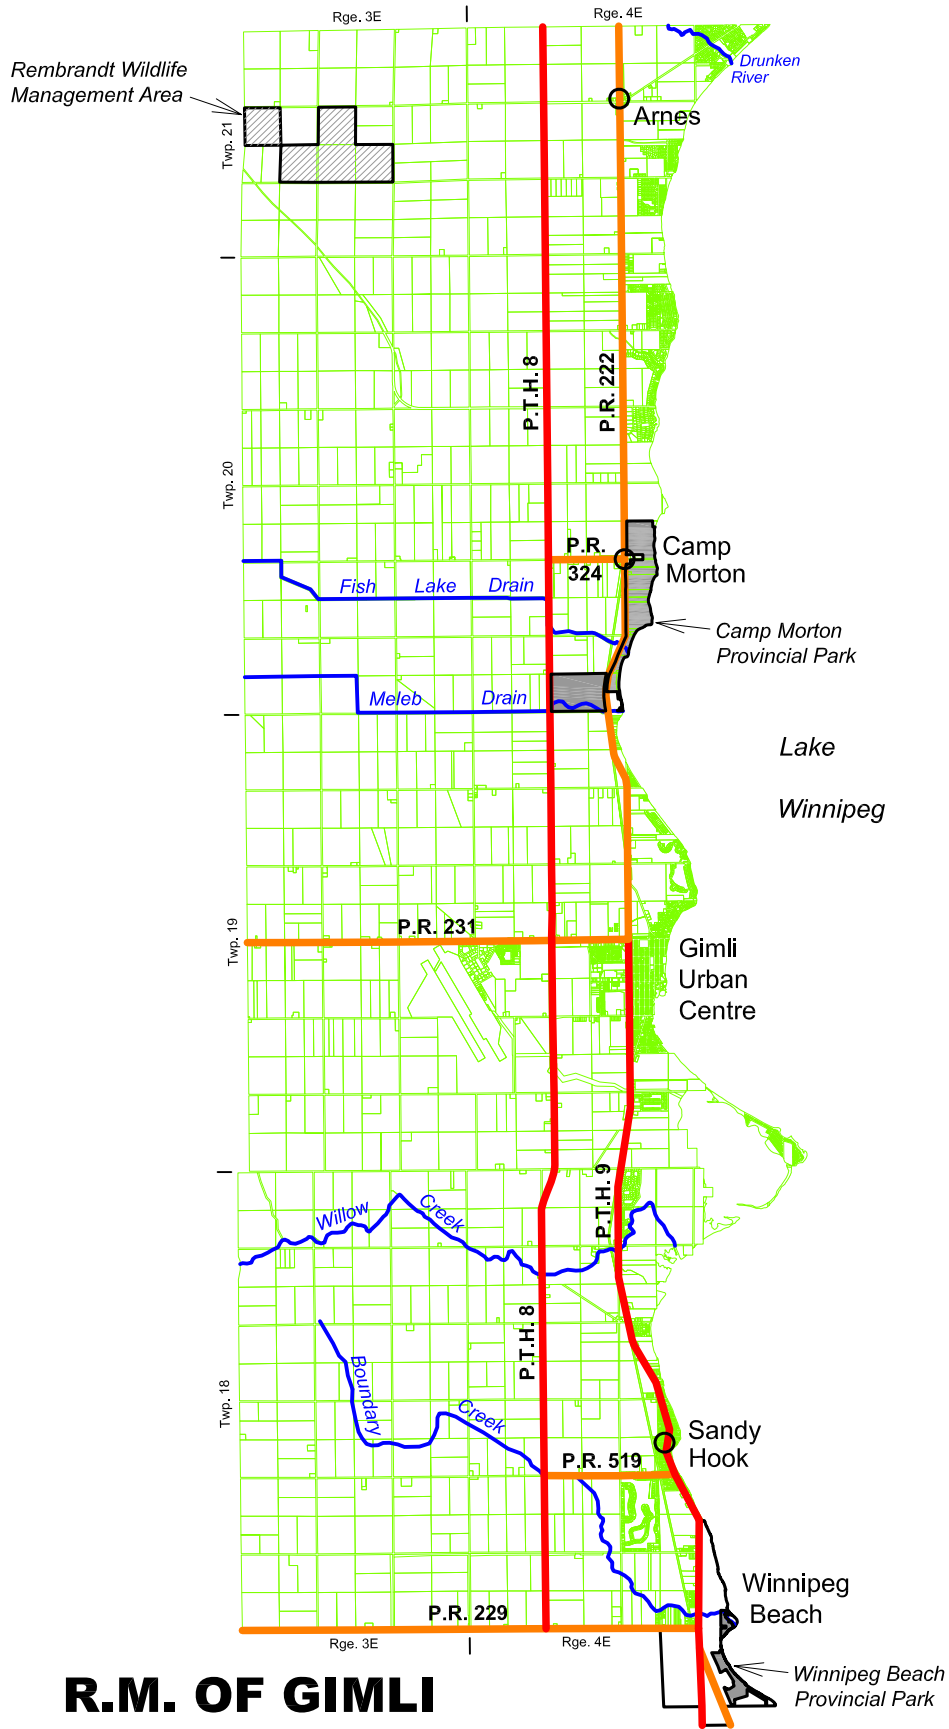 Rge. 3E
Rge. 4E
Drunken
River
Rembrandt Wildlife
Management Area
Arnes
Twp. 21
P.T.H. 8
P.R. 222
Twp. 20
P.R.
324
Camp
Morton
Fish Lake Drain
Camp Morton
Provincial Park
Meleb Drain
Lake
Winnipeg
P.R. 231
Twp. 19
Gimli
Urban
Centre
P.T.H. 9
Willow Creek
P.T.H. 8
Boundary Creek
Twp. 18
Sandy
Hook
P.R. 519
Winnipeg
Beach
P.R. 229
Rge. 3E
Rge. 4E
Winnipeg Beach
Provincial Park
R.M. OF GIMLI